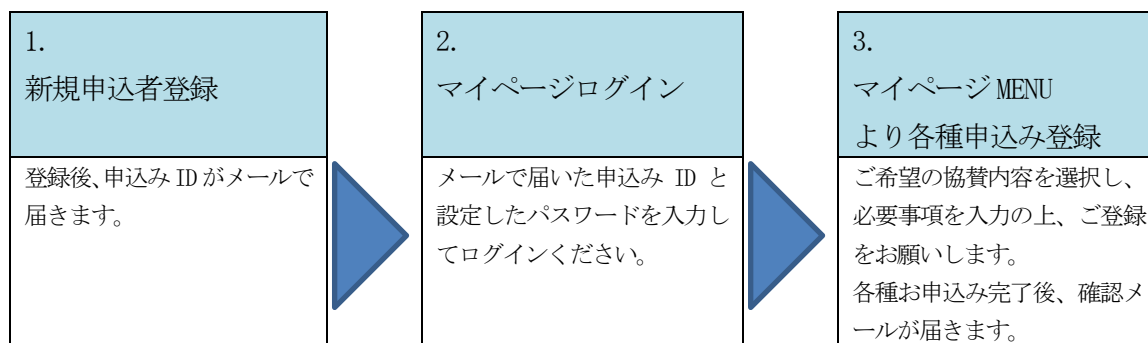 1.
新規申込者登録
登録後、申込み ID がメールで
届きます。
2.
マイページログイン
メールで届いた申込み ID と
設定したパスワードを入力し
てログインください。
3.
マイページ MENU
より各種申込み登録
ご希望の協賛内容を選択し、
必要事項を入力の上、ご登録
をお願いします。
各種お申込み完了後、確認メ
ールが届きます。